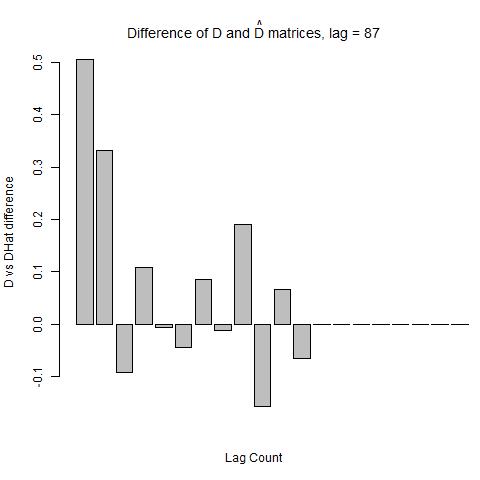 Difference of D and D̂ matrices, lag = 87
0.5
0.4
0.3
0.2
0.1
0.0
-0.1
D vs DHat difference
Lag Count